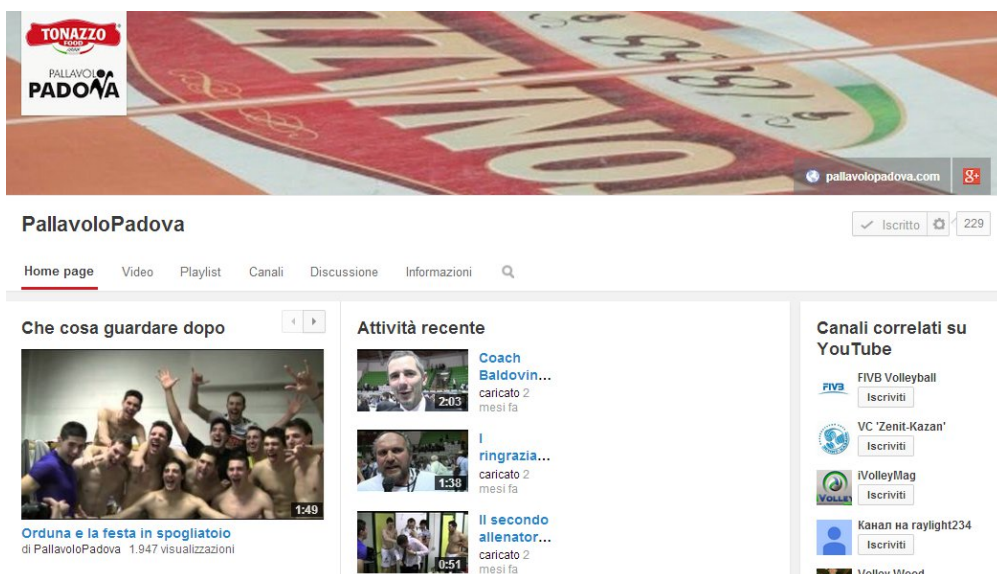 TONAZZO
FOOD
PALLAVOLO
PADOVA
1888
pallavolopadova.com
g+
PallavoloPadova
Iscritto
229
Home page
Video
Playlist
Canali
Discussione
Informazioni
Che cosa guardare dopo
1:49
Orduna e la festa in spogliatoio
di PallavoloPadova 1.947 visualizzazioni
Attività recente
2:03
Coach
Baldovin...
caricato 2
mesi fa
1:38
I
ringrazia...
caricato 2
mesi fa
0:51
Il secondo
allenator...
caricato 2
mesi fa
Canali correlati su
YouTube
FIVB
FIVB Volleyball
Iscriviti
VC 'Zenit-Kazan'
Iscriviti
VOLLEY
iVolleyMag
Iscriviti
Канал на raylight234
Iscriviti
Volley Wood